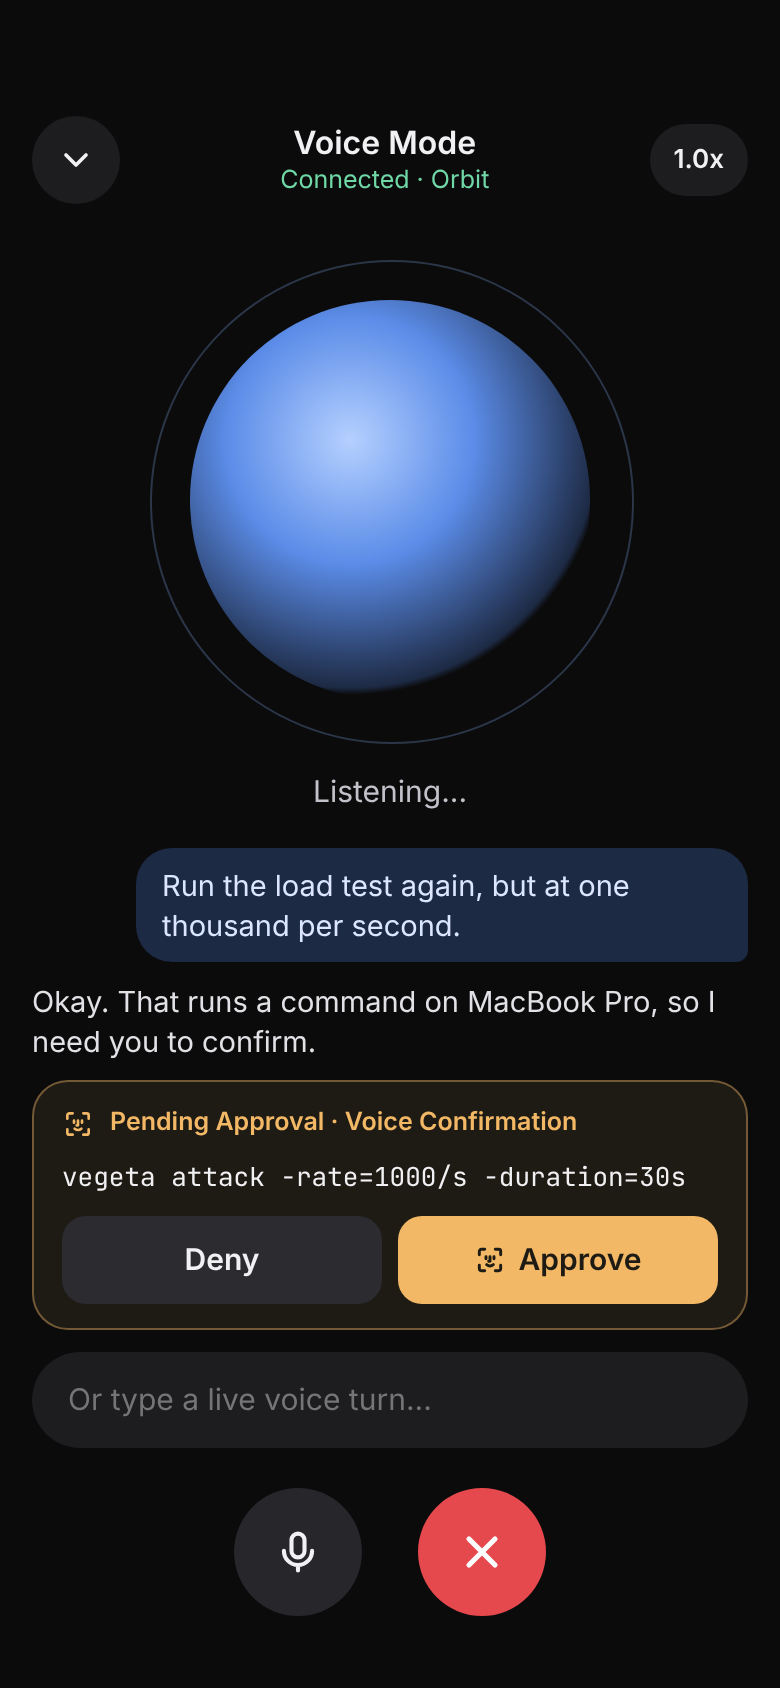 Voice Mode
Connected · Orbit
1.0x
Listening...
Run the load test again, but at one
thousand per second.
Okay. That runs a command on MacBook Pro, so I
need you to confirm.
Pending Approval · Voice Confirmation
vegeta attack -rate=1000/s -duration=30s
Deny
Approve
Or type a live voice turn...